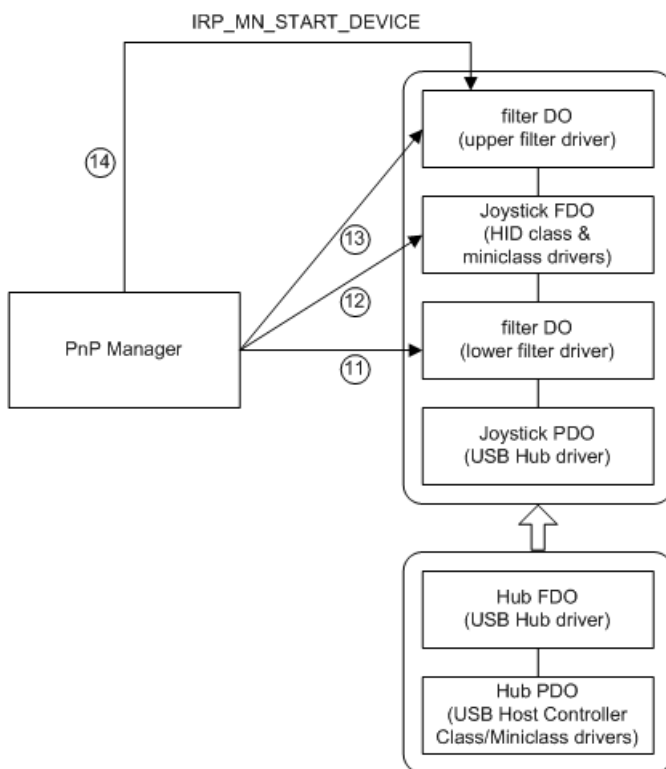 IRP_MN_START_DEVICE
filter DO
(upper filter driver)
14
13
Joystick FDO
(HID class &
miniclass drivers)
12
PnP Manager
filter DO
(lower filter driver)
11
Joystick PDO
(USB Hub driver)
Hub FDO
(USB Hub driver)
Hub PDO
(USB Host Controller
Class/Miniclass drivers)